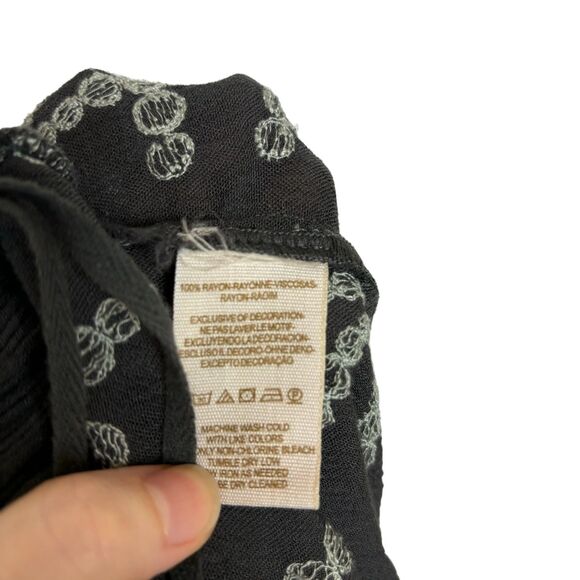 100% RAYON-RAYONNE-VISCOSAS-
RAYON-RAGIM
EXCLUSIVE OF DECORATION-
NE PAS LAVER LE MOTIF-
EXCLUYENDO LA DECORACION-
ESCLUSO IL DECORO-OHNE DEKO-
EXCEPTO DECORAÇÃO
MACHINE WASH COLD
WITH LIKE COLORS
ONLY NON-CHLORINE BLEACH
TUMBLE DRY LOW
IRON AS NEEDED
BE DRY CLEANED